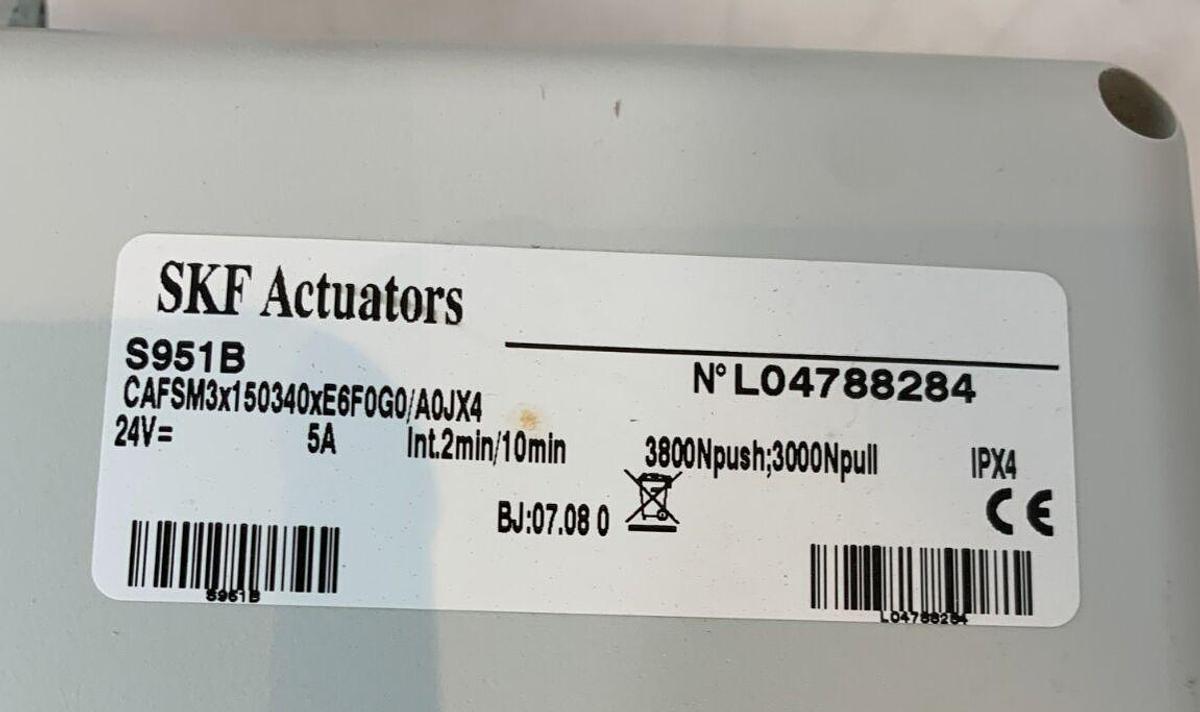 SKF Actuators
S951B
N° L04788284
CAFSM3x150340xE6F0G0/A0JX4
24V= 5A Int.2min/10min 3800Npush;3000Npull IPX4
BJ:07.08 0
CE
S951B
L04788284